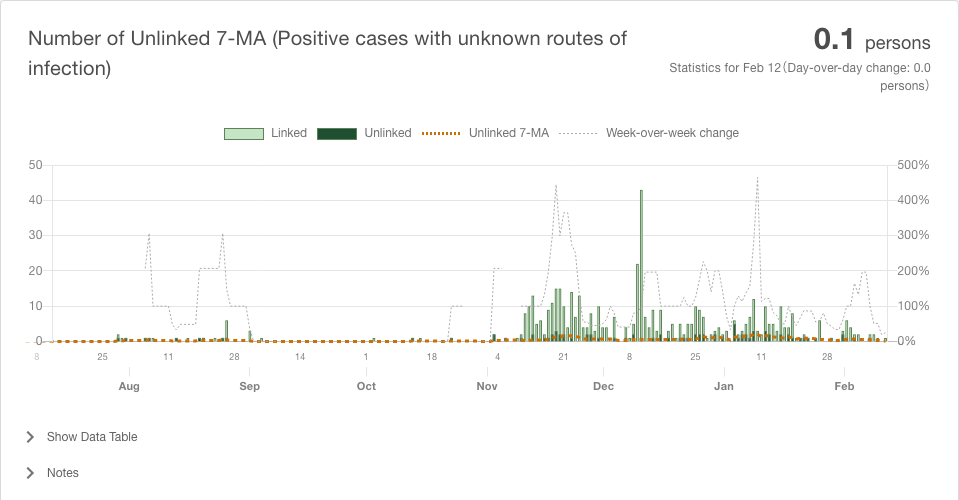 Number of Unlinked 7-MA (Positive cases with unknown routes of
infection)
0.1 persons
Statistics for Feb 12(Day-over-day change: 0.0
persons)
Linked Unlinked Unlinked 7-MA Week-over-week change
50 500%
40 400%
30 300%
20 200%
10 100%
0 0%
8 25 11 28 14 1 18 4 21 8 25 11 28
Aug Sep Oct Nov Dec Jan Feb
Show Data Table
Notes